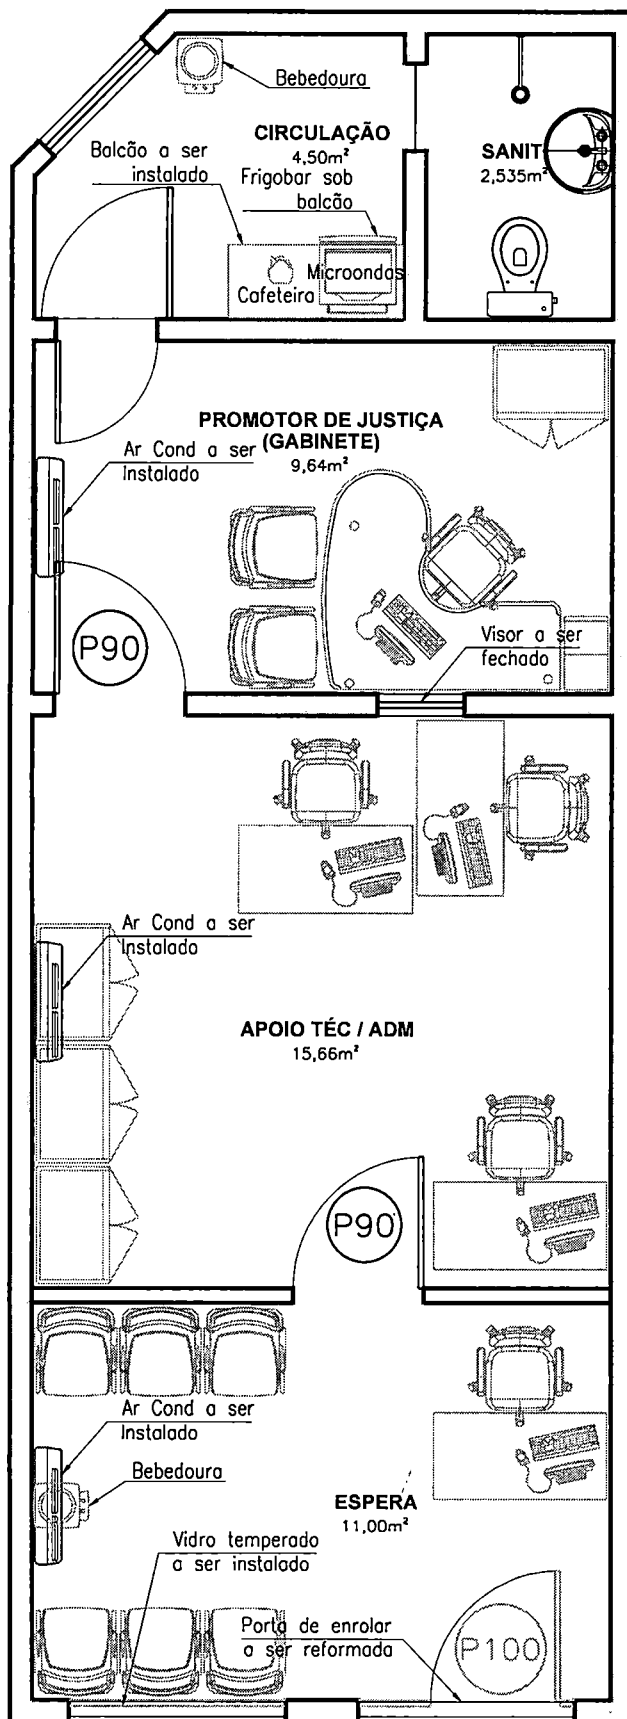 Bebedoura
CIRCULAÇÃO
4,50m²
SANIT
2,535m²
Balcão a ser
instalado
Frigobar sob
balcão
Microondas
Cafeteira
PROMOTOR DE JUSTIÇA
(GABINETE)
9,64m²
Ar Cond a ser
Instalado
P90
Visor a ser
fechado
Ar Cond a ser
Instalado
APOIO TÉC / ADM
15,66m²
P90
Ar Cond a ser
Instalado
Bebedoura
ESPERA
11,00m²
Vidro temperado
a ser instalado
Porta de enrolar
a ser reformada
P100